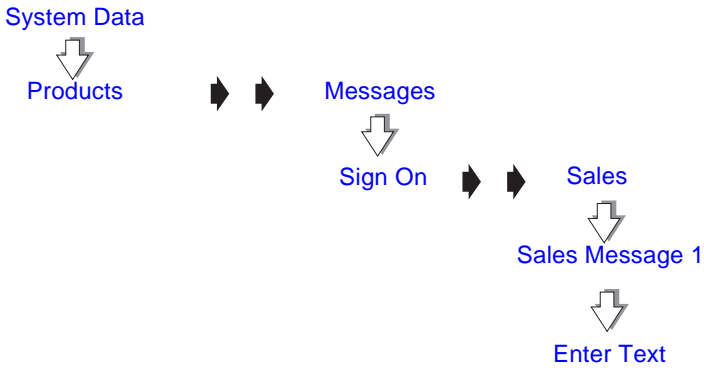 System Data
Products
Messages
Sign On
Sales
Sales Message 1
Enter Text